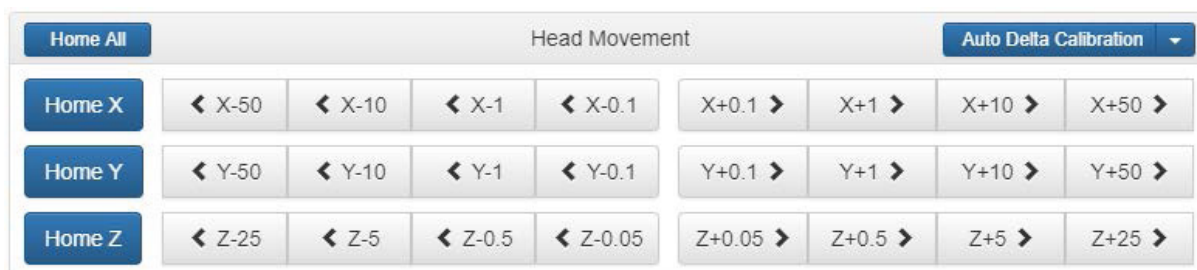 Home All Head Movement Auto Delta Calibration
Home X X-50 X-10 X-1 X-0.1 X+0.1 X+1 X+10 X+50
Home Y Y-50 Y-10 Y-1 Y-0.1 Y+0.1 Y+1 Y+10 Y+50
Home Z Z-25 Z-5 Z-0.5 Z-0.05 Z+0.05 Z+0.5 Z+5 Z+25